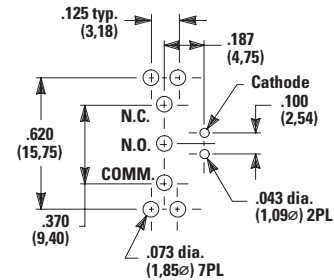 .125 typ.
(3,18)
.187
(4,75)
Cathode
.100
(2,54)
N.C.
.620
(15,75)
N.O.
COMM.
.370
(9,40)
.043 dia.
(1,09∅) 2PL
.073 dia.
(1,85∅) 7PL